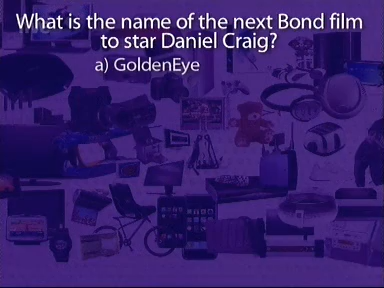 What is the name of the next Bond film
to star Daniel Craig?
a) GoldenEye